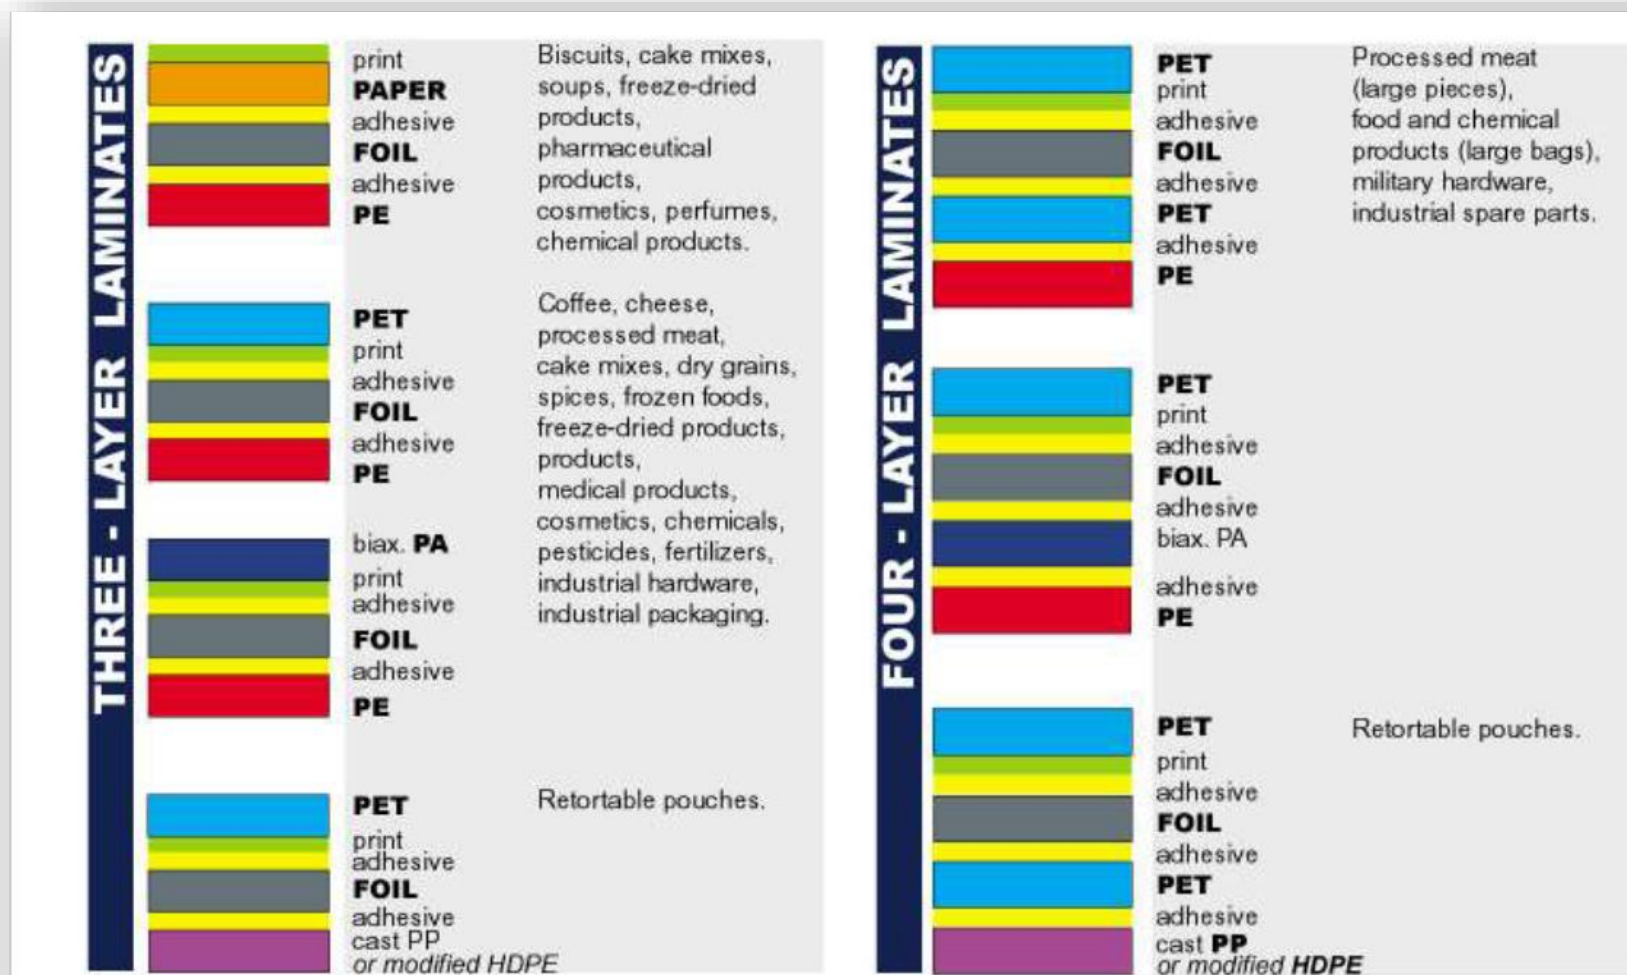 THREE - LAYER LAMINATES
print
PAPER
adhesive
FOIL
adhesive
PE
Biscuits, cake mixes,
soups, freeze-dried
products,
pharmaceutical
products,
cosmetics, perfumes,
chemical products.
PET
print
adhesive
FOIL
adhesive
PE
biax. PA
print
adhesive
FOIL
adhesive
PE
Coffee, cheese,
processed meat,
cake mixes, dry grains,
spices, frozen foods,
freeze-dried products,
products,
medical products,
cosmetics, chemicals,
pesticides, fertilizers,
industrial hardware,
industrial packaging.
PET
print
adhesive
FOIL
adhesive
cast PP
or modified HDPE
Retortable pouches.
FOUR - LAYER LAMINATES
PET
print
adhesive
FOIL
adhesive
PET
adhesive
PE
Processed meat
(large pieces),
food and chemical
products (large bags),
military hardware,
industrial spare parts.
PET
print
adhesive
FOIL
adhesive
biax. PA
adhesive
PE
PET
print
adhesive
FOIL
adhesive
PET
adhesive
cast PP
or modified HDPE
Retortable pouches.